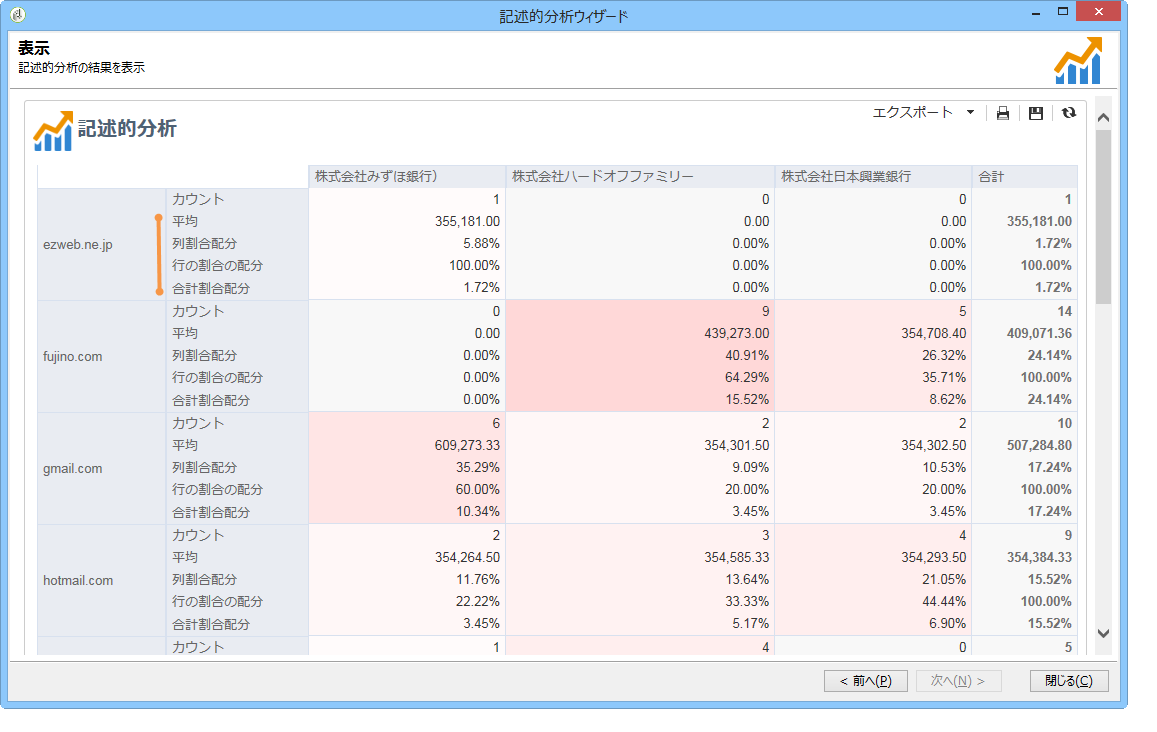 記述的分析ウィザード
表示
記述的分析の結果を表示
エクスポート
記述的分析
株式会社みずほ銀行） 株式会社ハードオフファミリー 株式会社日本興業銀行 合計
カウント 1 0 0 1
平均 355,181.00 0.00 0.00 355,181.00
ezweb.ne.jp 列割合配分 5.88% 0.00% 0.00% 1.72%
行の割合の配分 100.00% 0.00% 0.00% 100.00%
合計割合配分 1.72% 0.00% 0.00% 1.72%
カウント 0 9 5 14
平均 0.00 439,273.00 354,708.40 409,071.36
fujino.com 列割合配分 0.00% 40.91% 26.32% 24.14%
行の割合の配分 0.00% 64.29% 35.71% 100.00%
合計割合配分 0.00% 15.52% 8.62% 24.14%
カウント 6 2 2 10
平均 609,273.33 354,301.50 354,302.50 507,284.80
gmail.com 列割合配分 35.29% 9.09% 10.53% 17.24%
行の割合の配分 60.00% 20.00% 20.00% 100.00%
合計割合配分 10.34% 3.45% 3.45% 17.24%
カウント 2 3 4 9
平均 354,264.50 354,585.33 354,293.50 354,384.33
hotmail.com 列割合配分 11.76% 13.64% 21.05% 15.52%
行の割合の配分 22.22% 33.33% 44.44% 100.00%
合計割合配分 3.45% 5.17% 6.90% 15.52%
カウント 1 4 0 5
< 前へ(P) 次へ(N) > 閉じる(C)